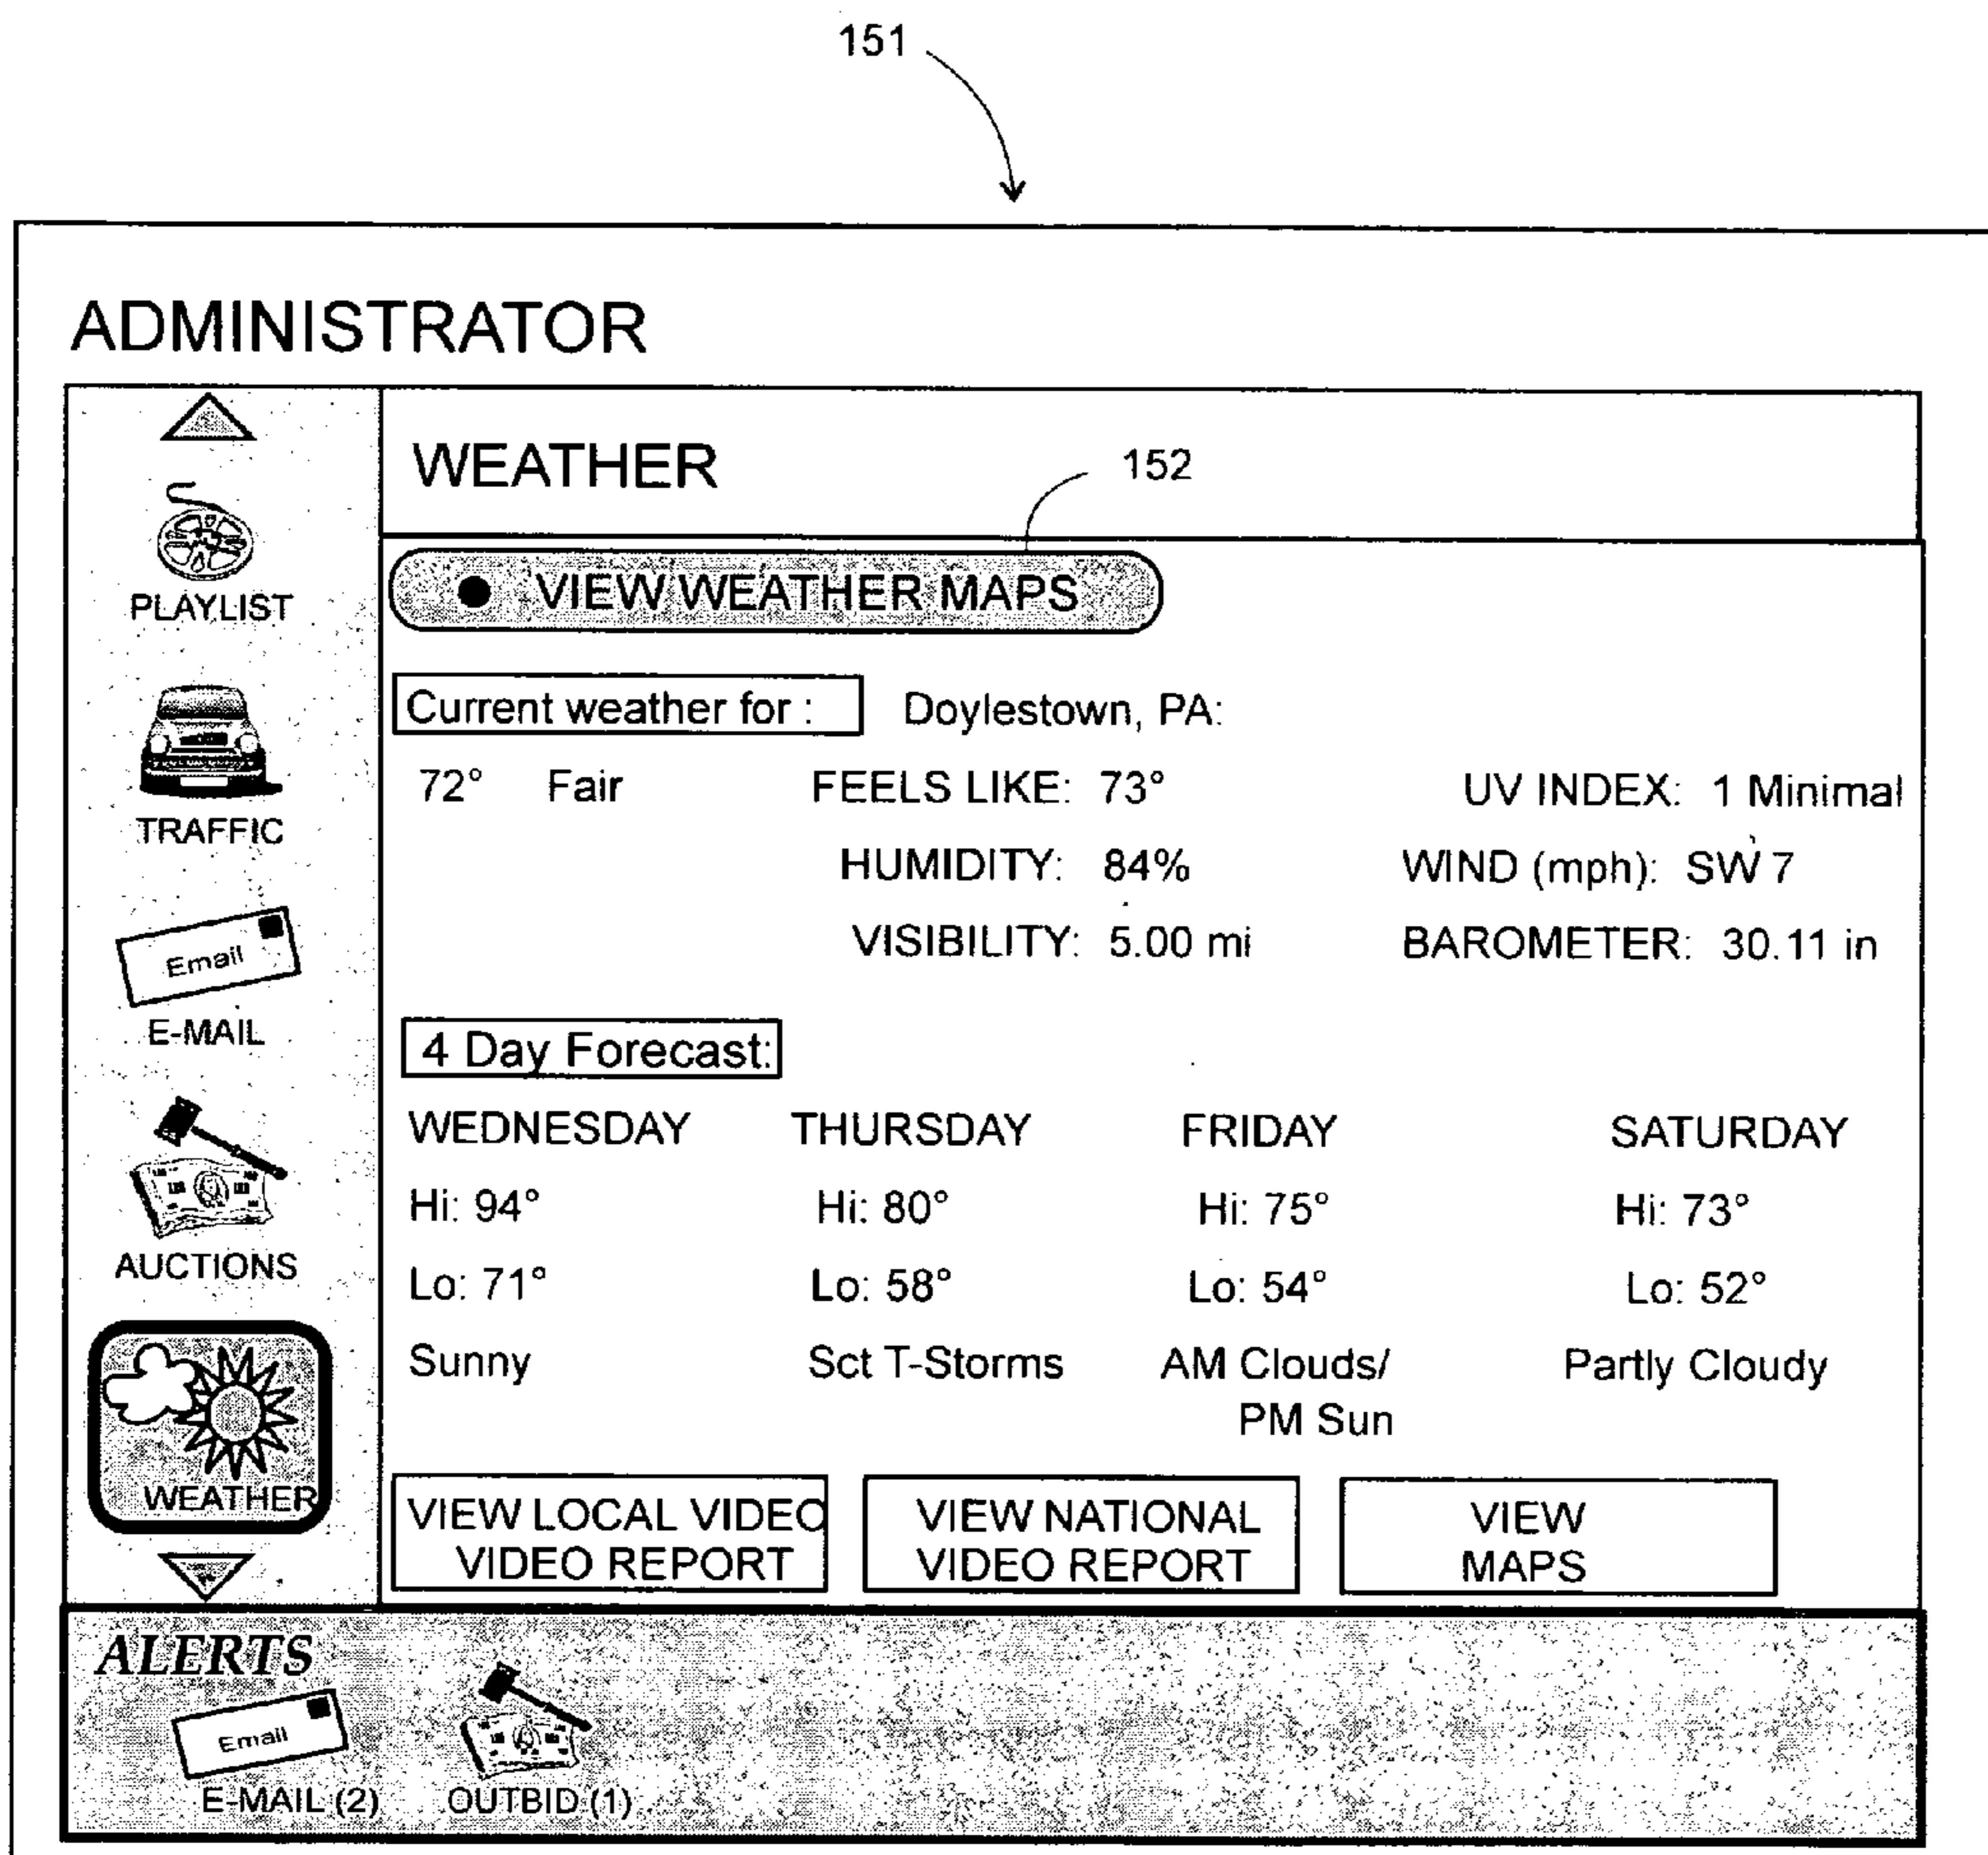 151
ADMINISTRATOR
WEATHER
152
PLAYLIST
TRAFFIC
Email
E-MAIL
AUCTIONS
WEATHER
● VIEW WEATHER MAPS
Current weather for : Doylestown, PA:
72° Fair FEELS LIKE: 73° UV INDEX: 1 Minimal
HUMIDITY: 84% WIND (mph): SW 7
VISIBILITY: 5.00 mi BAROMETER: 30.11 in
4 Day Forecast:
WEDNESDAY THURSDAY FRIDAY SATURDAY
Hi: 94° Hi: 80° Hi: 75° Hi: 73°
Lo: 71° Lo: 58° Lo: 54° Lo: 52°
Sunny Sct T-Storms AM Clouds/ Partly Cloudy
PM Sun
VIEW LOCAL VIDEO VIEW NATIONAL VIEW
VIDEO REPORT VIDEO REPORT MAPS
ALERTS
Email
E-MAIL (2) OUTBID (1)